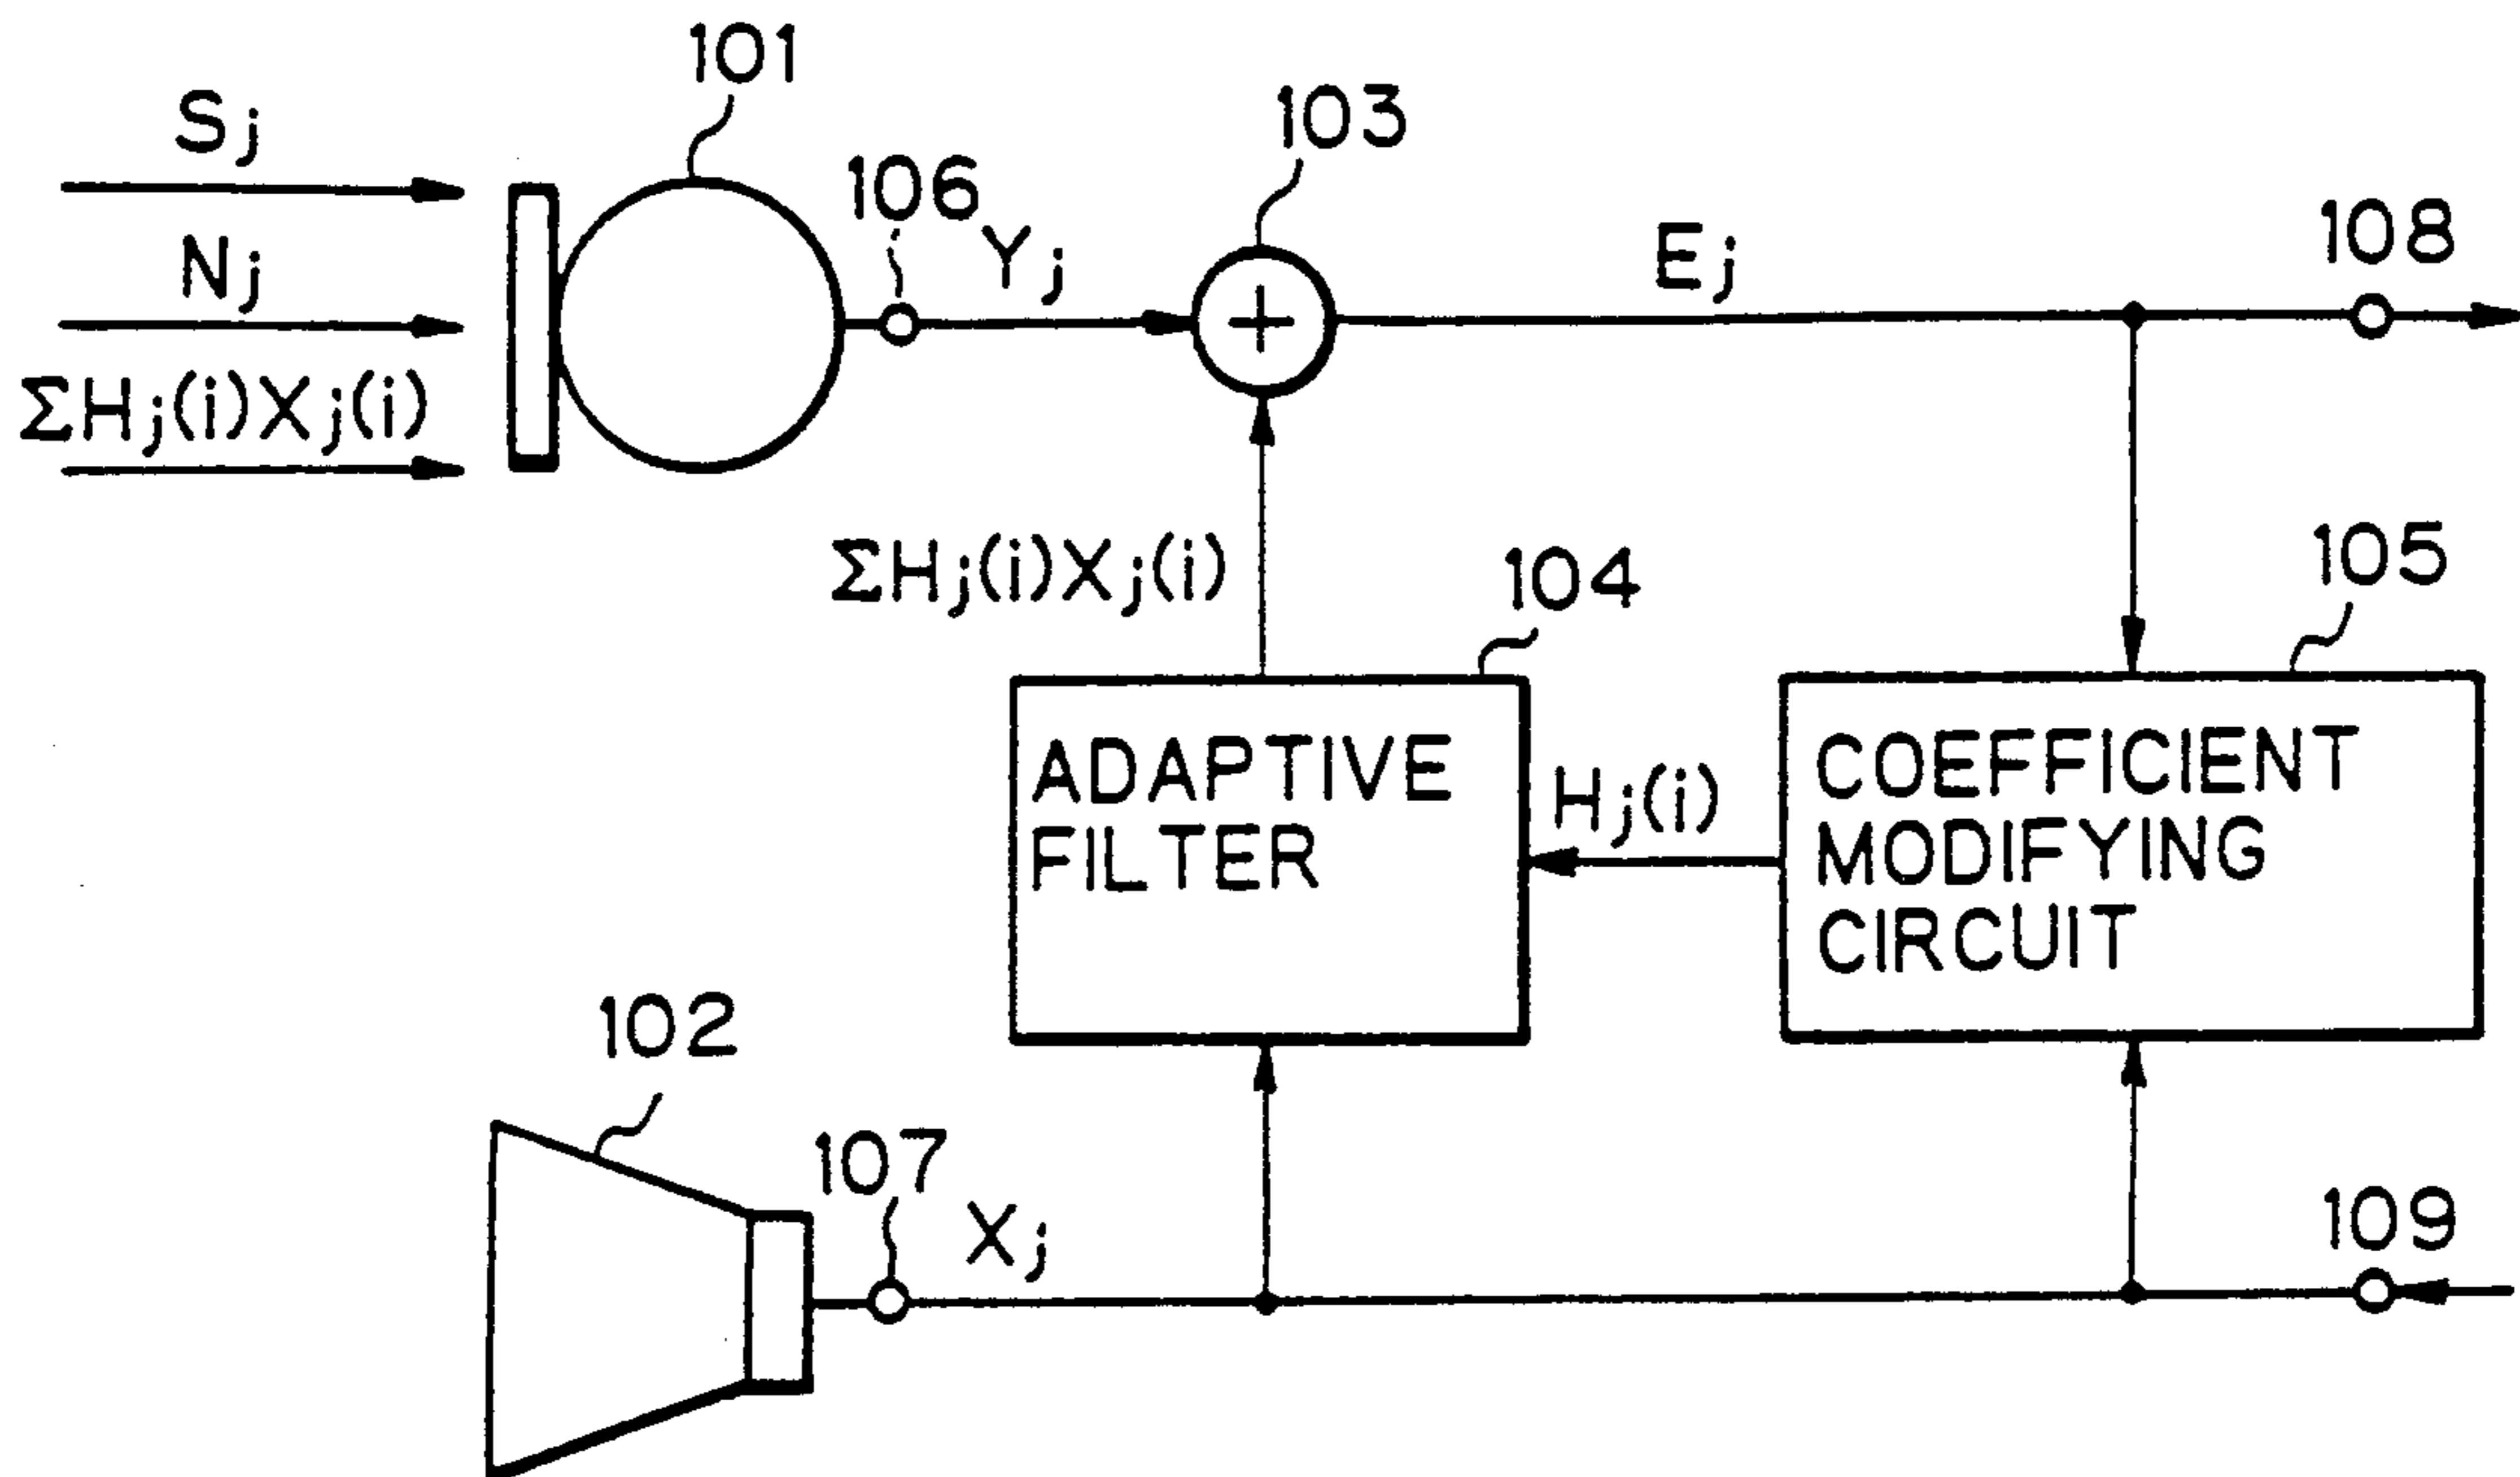 101
Sj
103
106
Yj
Ej
108
Nj
ΣHj(i)Xj(i)
ΣHj(i)Xj(i)
104
105
ADAPTIVE
FILTER
Hj(i)
COEFFICIENT
MODIFYING
CIRCUIT
102
107
Xj
109
+